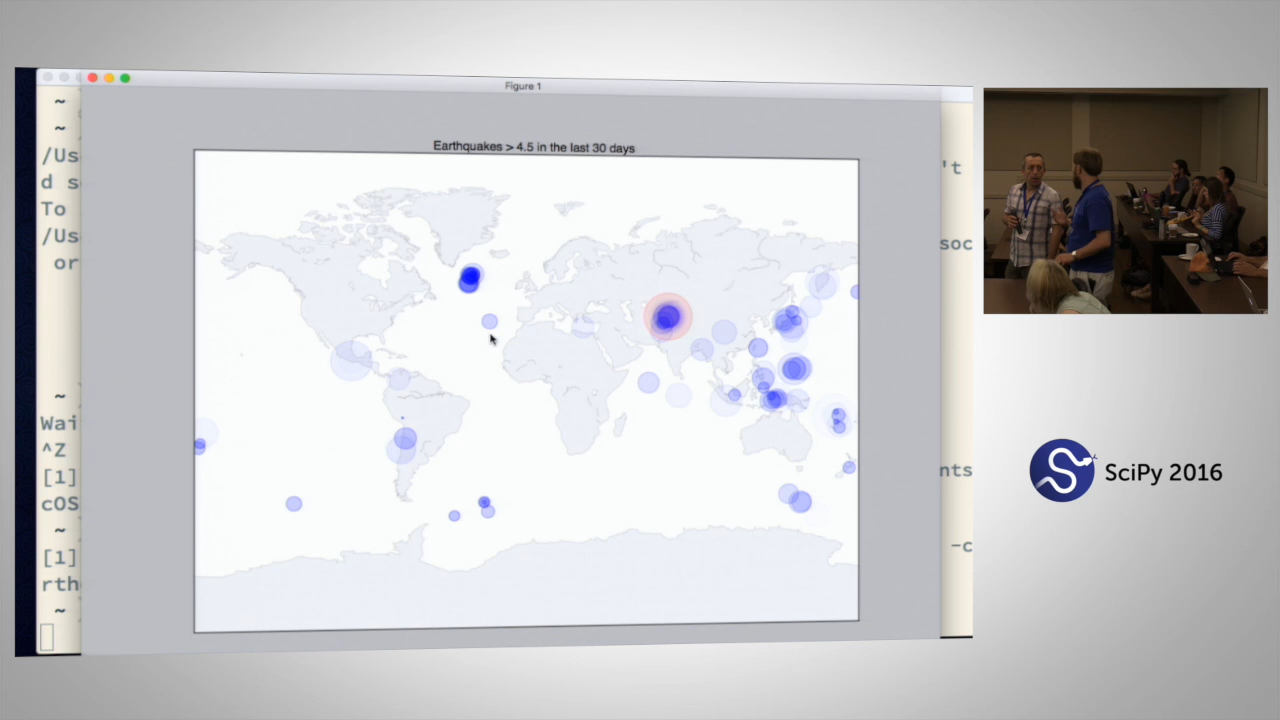 Figure 1
Earthquakes > 4.5 in the last 30 days
~
~
/Us
't
d s
To
/Us
soc
or
~
Wai
^Z
[1]
nts
cOS
~
[1]
-c
rth
~
SciPy 2016